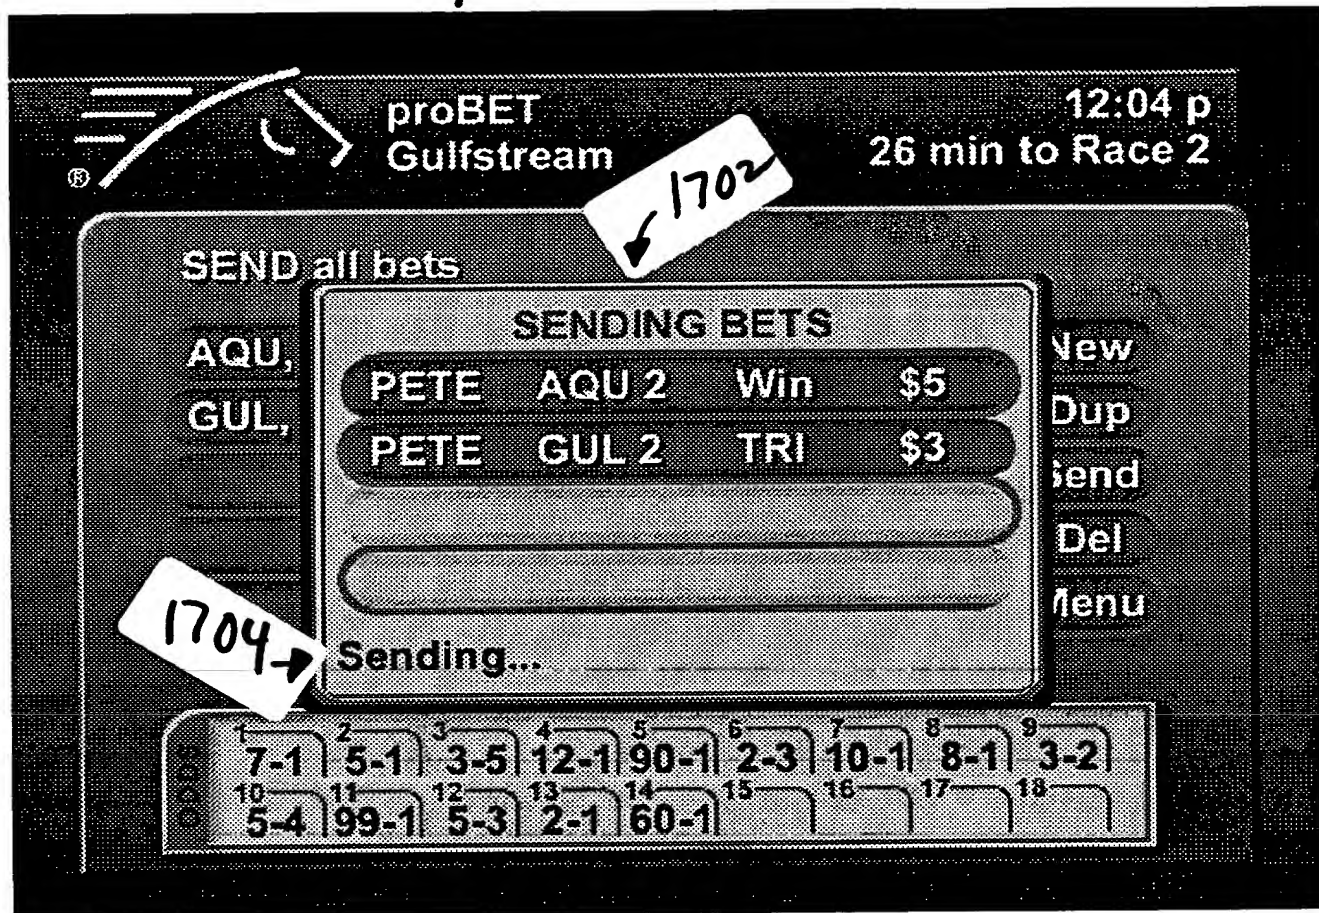 proBET 12:04 p
Gulfstream 26 min to Race 2
®
1702
SEND all bets
SENDING BETS
AQU, New
PETE AQU 2 Win $5
GUL, Dup
PETE GUL 2 TRI $3
Send
Del
Menu
1704
Sending...
ODDS
1 2 3 4 5 6 7 8 9
7-1 5-1 3-5 12-1 90-1 2-3 10-1 8-1 3-2
10 11 12 13 14 15 16 17 18
5-4 99-1 5-3 2-1 60-1